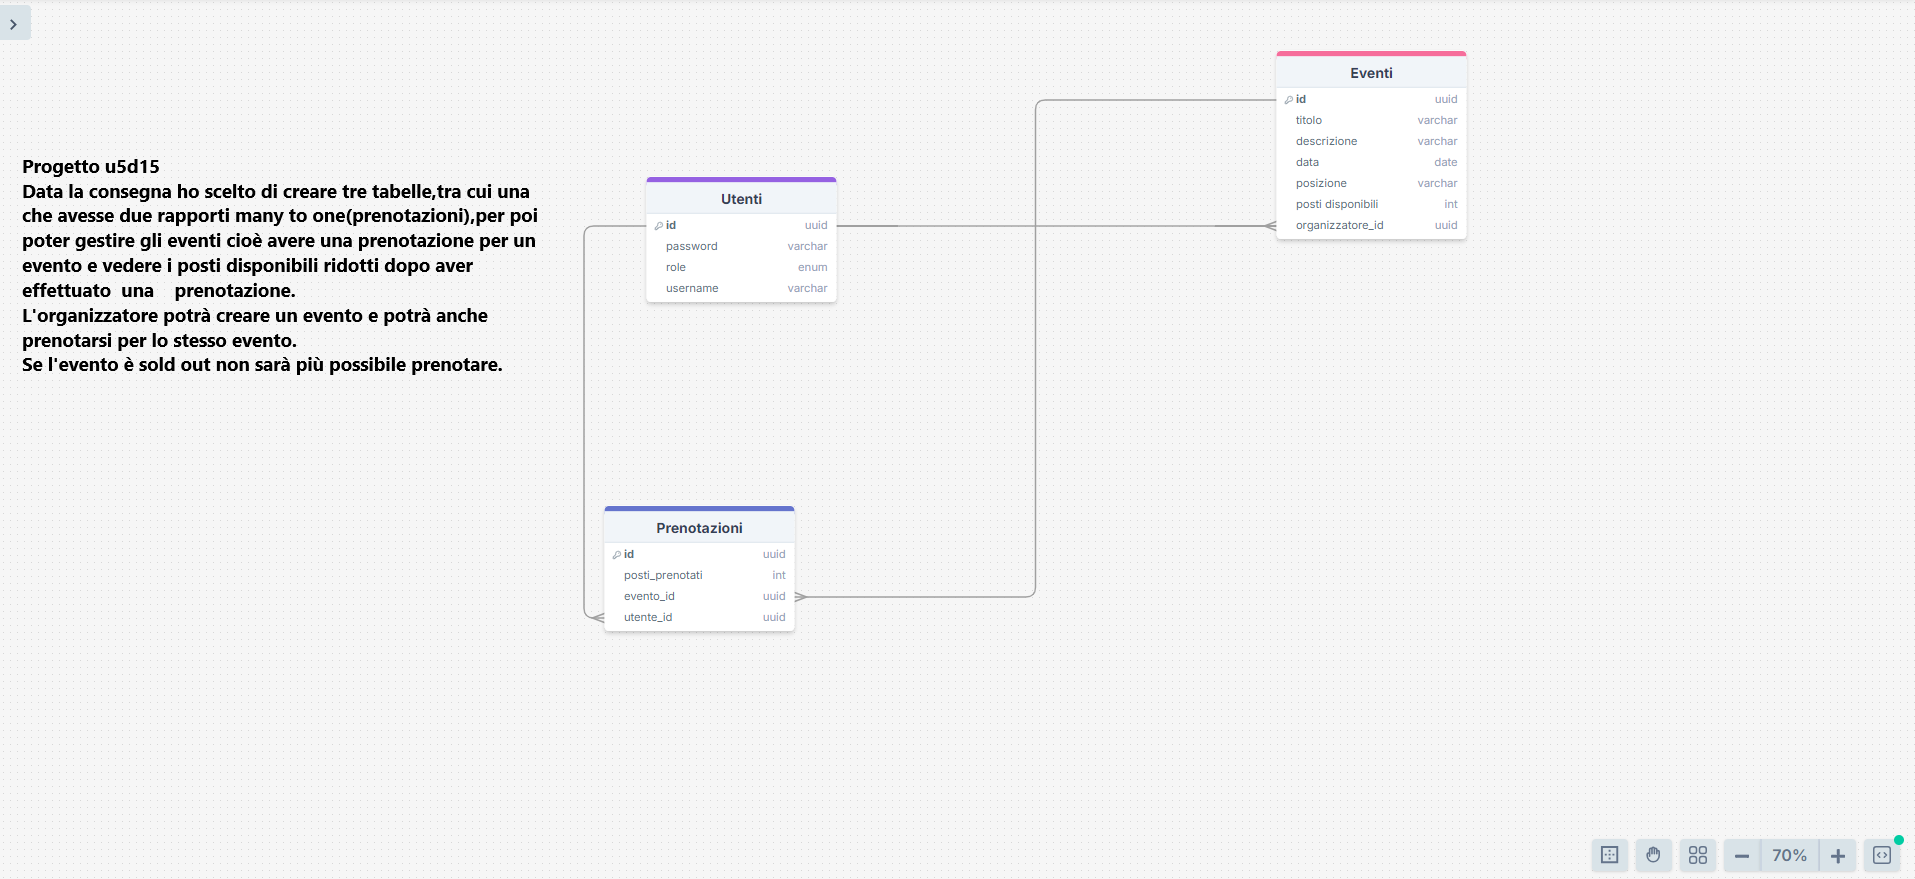 Progetto u5d15
Data la consegna ho scelto di creare tre tabelle,tra cui una
che avesse due rapporti many to one(prenotazioni),per poi
poter gestire gli eventi cioè avere una prenotazione per un
evento e vedere i posti disponibili ridotti dopo aver
effettuato una prenotazione.
L'organizzatore potrà creare un evento e potrà anche
prenotarsi per lo stesso evento.
Se l'evento è sold out non sarà più possibile prenotare.
Utenti
id uuid
password varchar
role enum
username varchar
Eventi
id uuid
titolo varchar
descrizione varchar
data date
posizione varchar
posti disponibili int
organizzatore_id uuid
Prenotazioni
id uuid
posti_prenotati int
evento_id uuid
utente_id uuid
70%